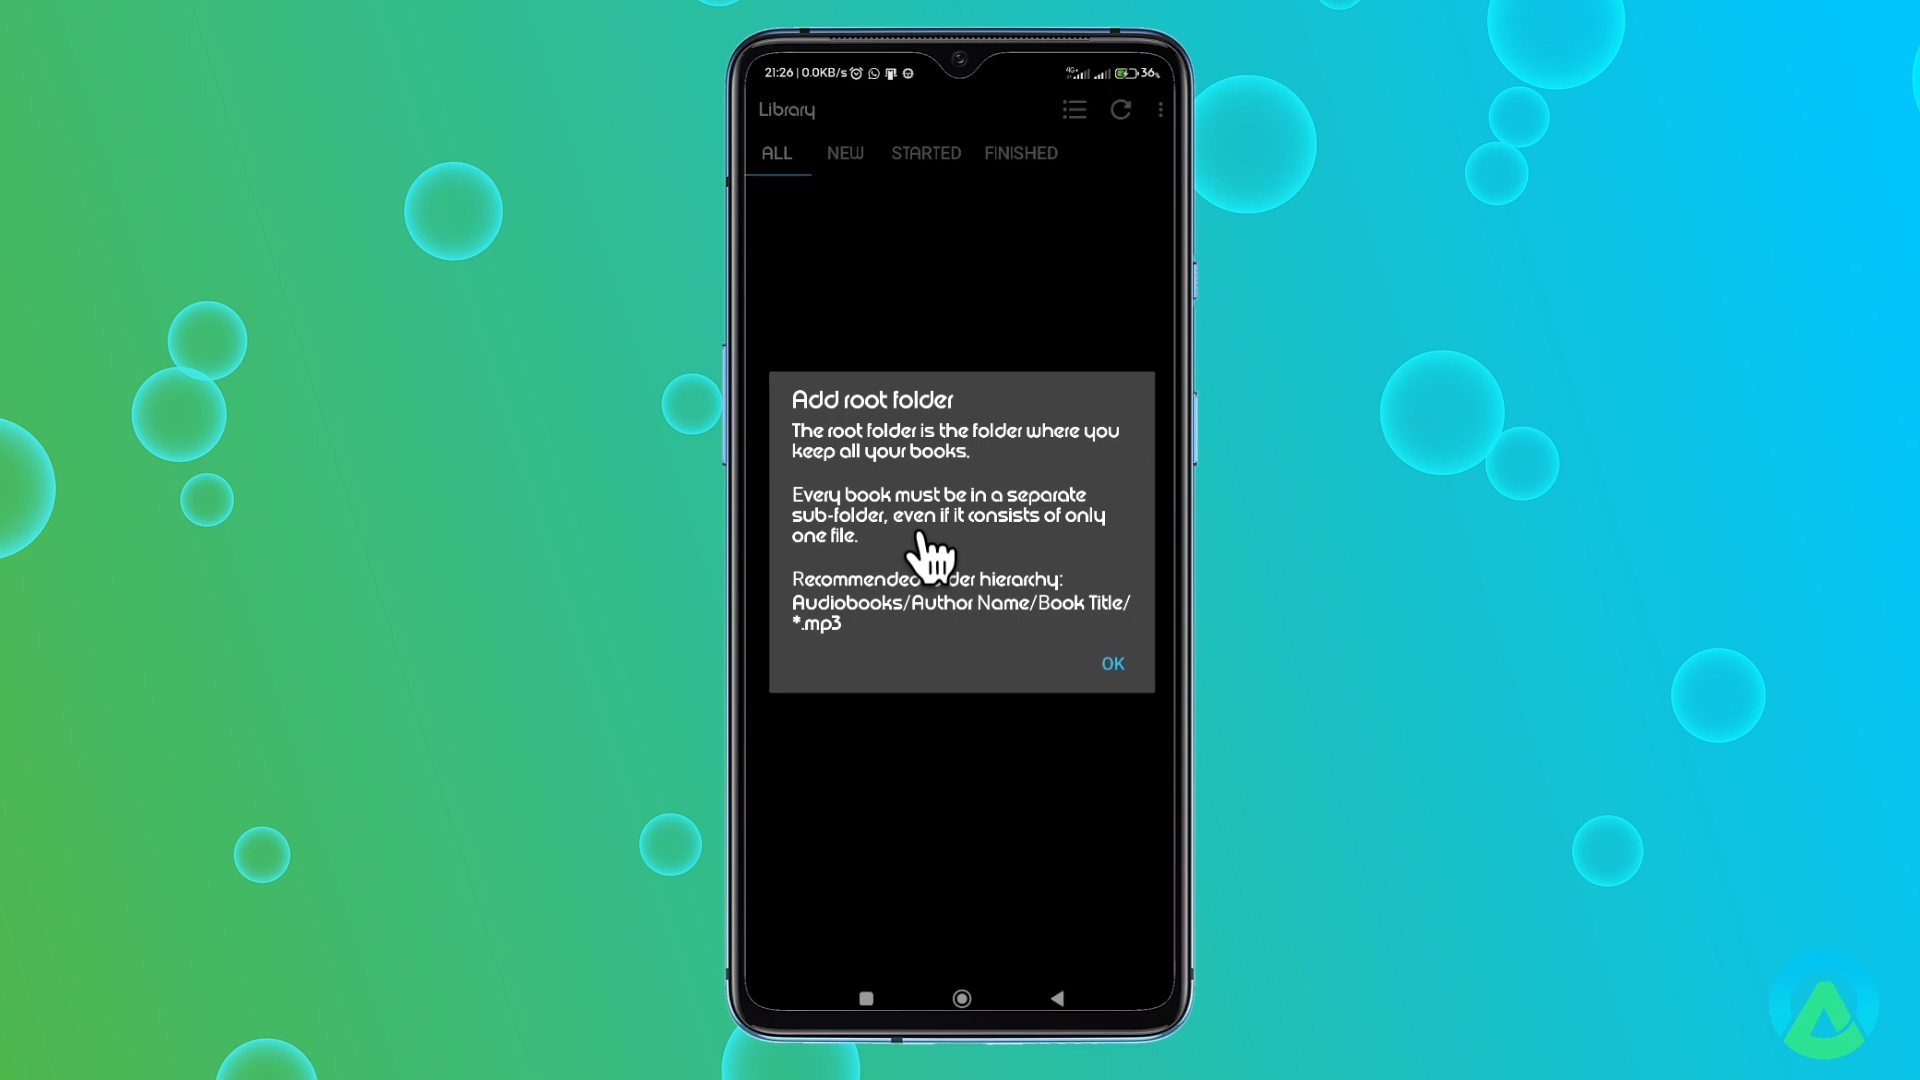 21:26 | 0.0KB/s 4G+ 36%
Library
ALL NEW STARTED FINISHED
Add root folder
The root folder is the folder where you
keep all your books.
Every book must be in a separate
sub-folder, even if it consists of only
one file.
Recommended hierarchy:
Audiobooks/Author Name/Book Title/
*.mp3
OK